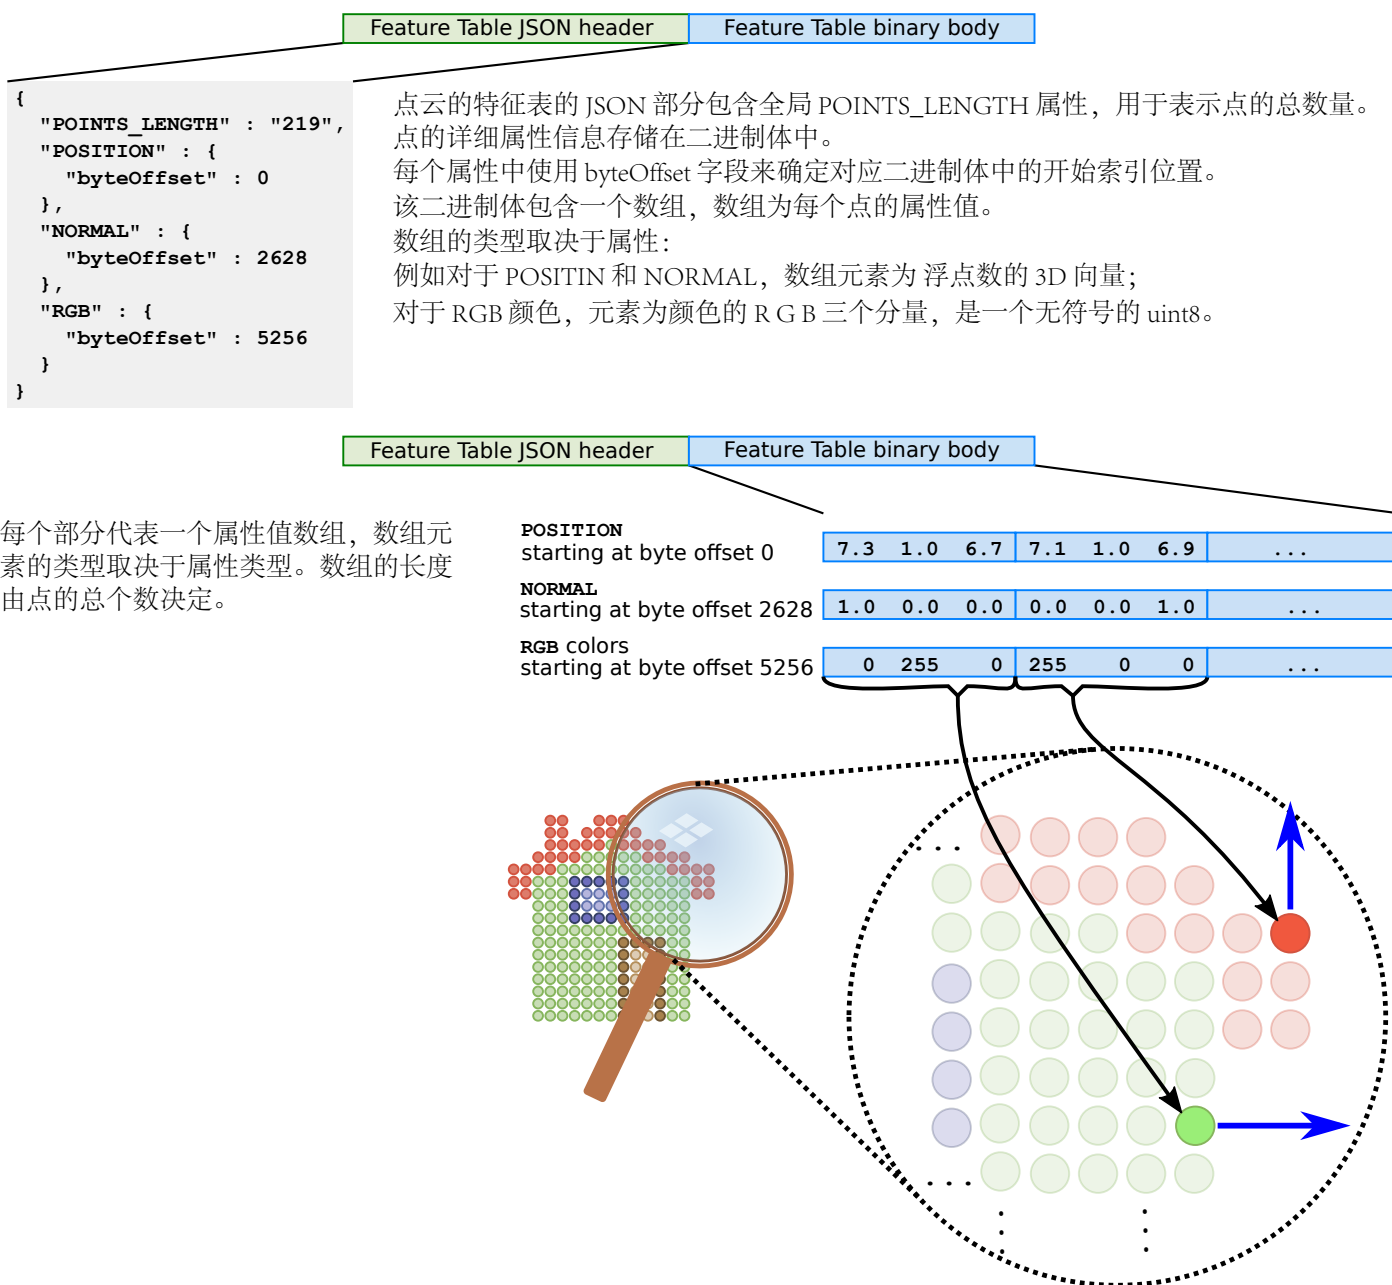 Feature Table JSON header
Feature Table binary body
{
"POINTS_LENGTH" : "219",
"POSITION" : {
"byteOffset" : 0
},
"NORMAL" : {
"byteOffset" : 2628
},
"RGB" : {
"byteOffset" : 5256
}
}
点云的特征表的 JSON 部分包含全局 POINTS_LENGTH 属性，用于表示点的总数量。
点的详细属性信息存储在二进制体中。
每个属性中使用 byteOffset 字段来确定对应二进制体中的开始索引位置。
该二进制体包含一个数组，数组为每个点的属性值。
数组的类型取决于属性：
例如对于 POSITIN 和 NORMAL，数组元素为 浮点数的 3D 向量；
对于 RGB 颜色，元素为颜色的 R G B 三个分量，是一个无符号的 uint8。
Feature Table JSON header
Feature Table binary body
每个部分代表一个属性值数组，数组元
素的类型取决于属性类型。数组的长度
由点的总个数决定。
POSITION
starting at byte offset 0
7.3 1.0 6.7 7.1 1.0 6.9 ...
NORMAL
starting at byte offset 2628
1.0 0.0 0.0 0.0 0.0 1.0 ...
RGB colors
starting at byte offset 5256
0 255 0 255 0 0 ...